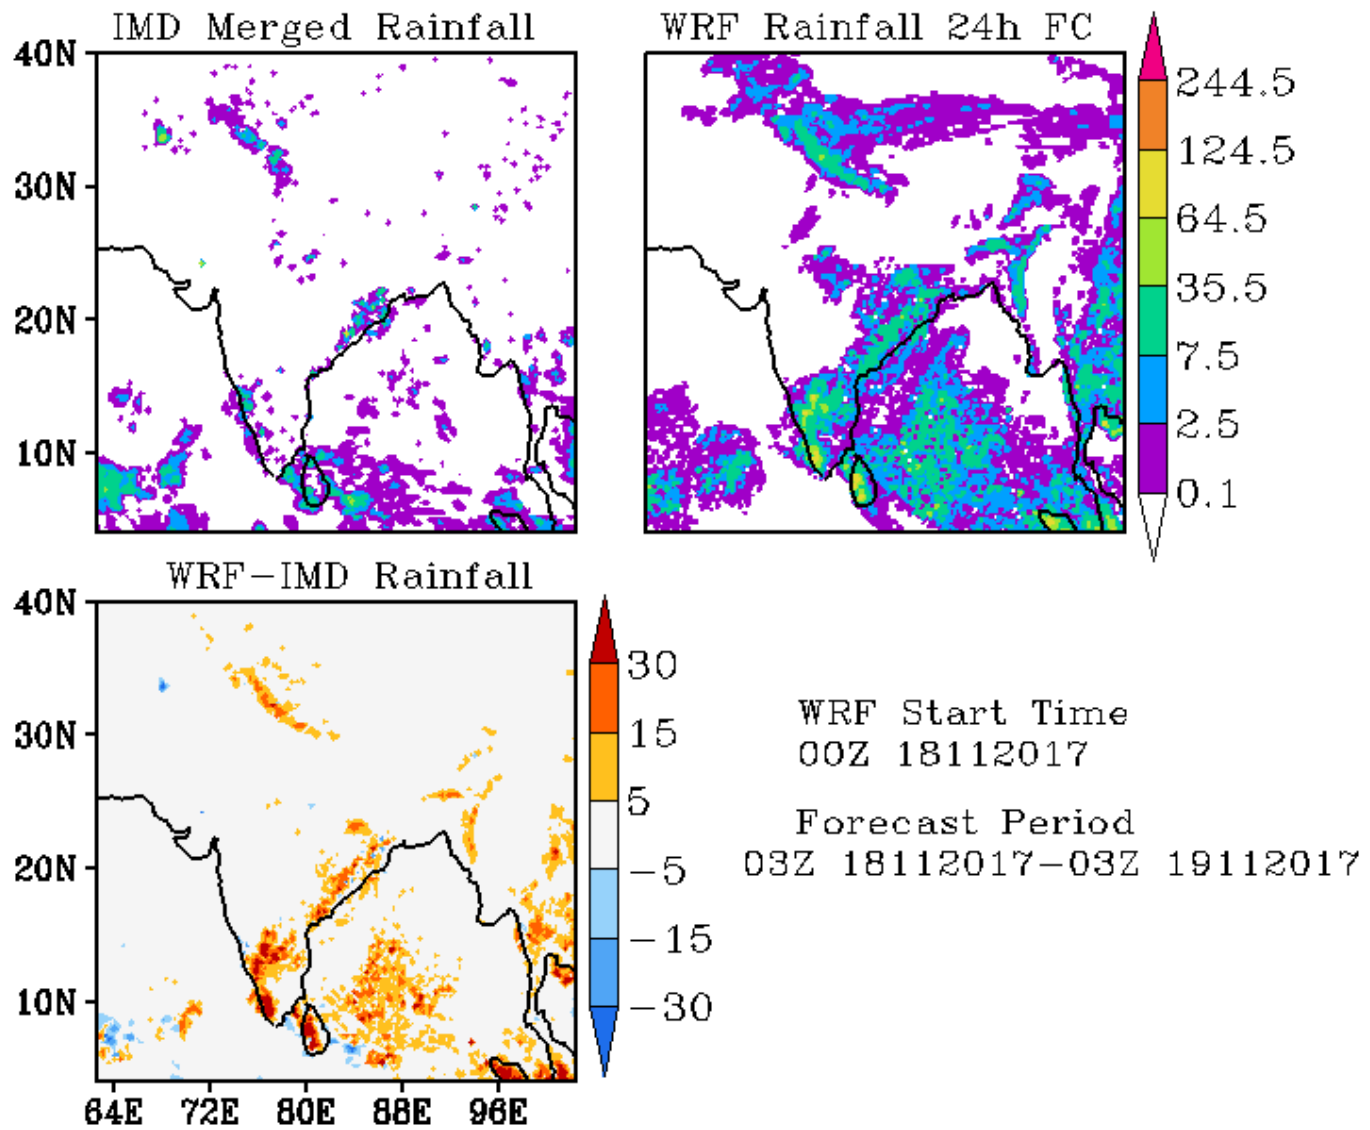 IMD Merged Rainfall
WRF Rainfall 24h FC
40N
30N
20N
10N
244.5
124.5
64.5
35.5
7.5
2.5
0.1
WRF-IMD Rainfall
40N
30N
20N
10N
64E 72E 80E 88E 96E
30
15
5
-5
-15
-30
WRF Start Time
00Z 18112017
Forecast Period
03Z 18112017-03Z 19112017